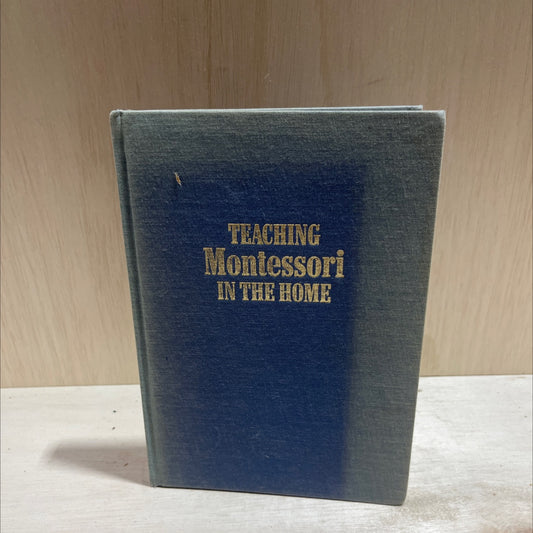 TEACHING
Montessori
IN THE HOME